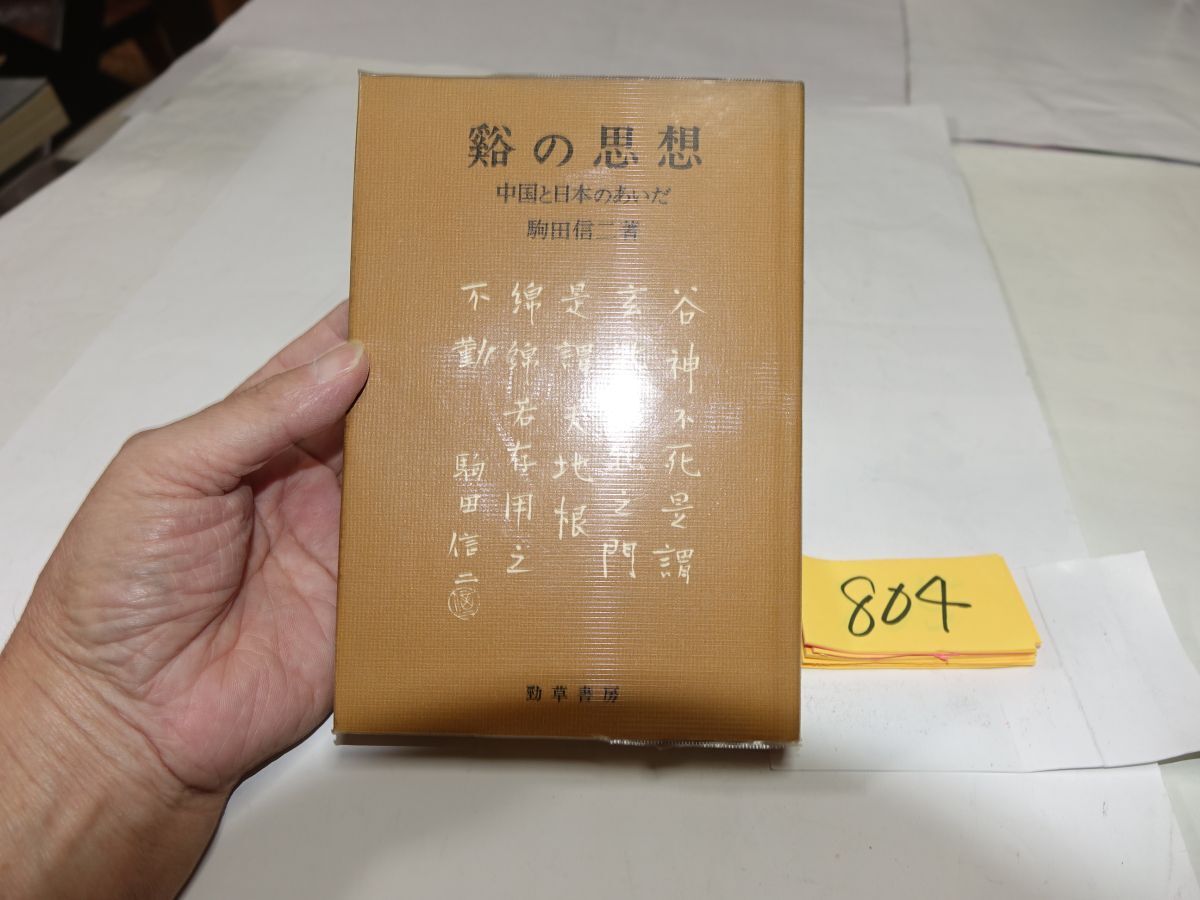 谿の思想
中国と日本のあいだ
駒田信二著
谷神不死是謂
玄牝牝之門
是謂天地根
綿綿若存用之
不勤 駒田信二
勁草書房
804